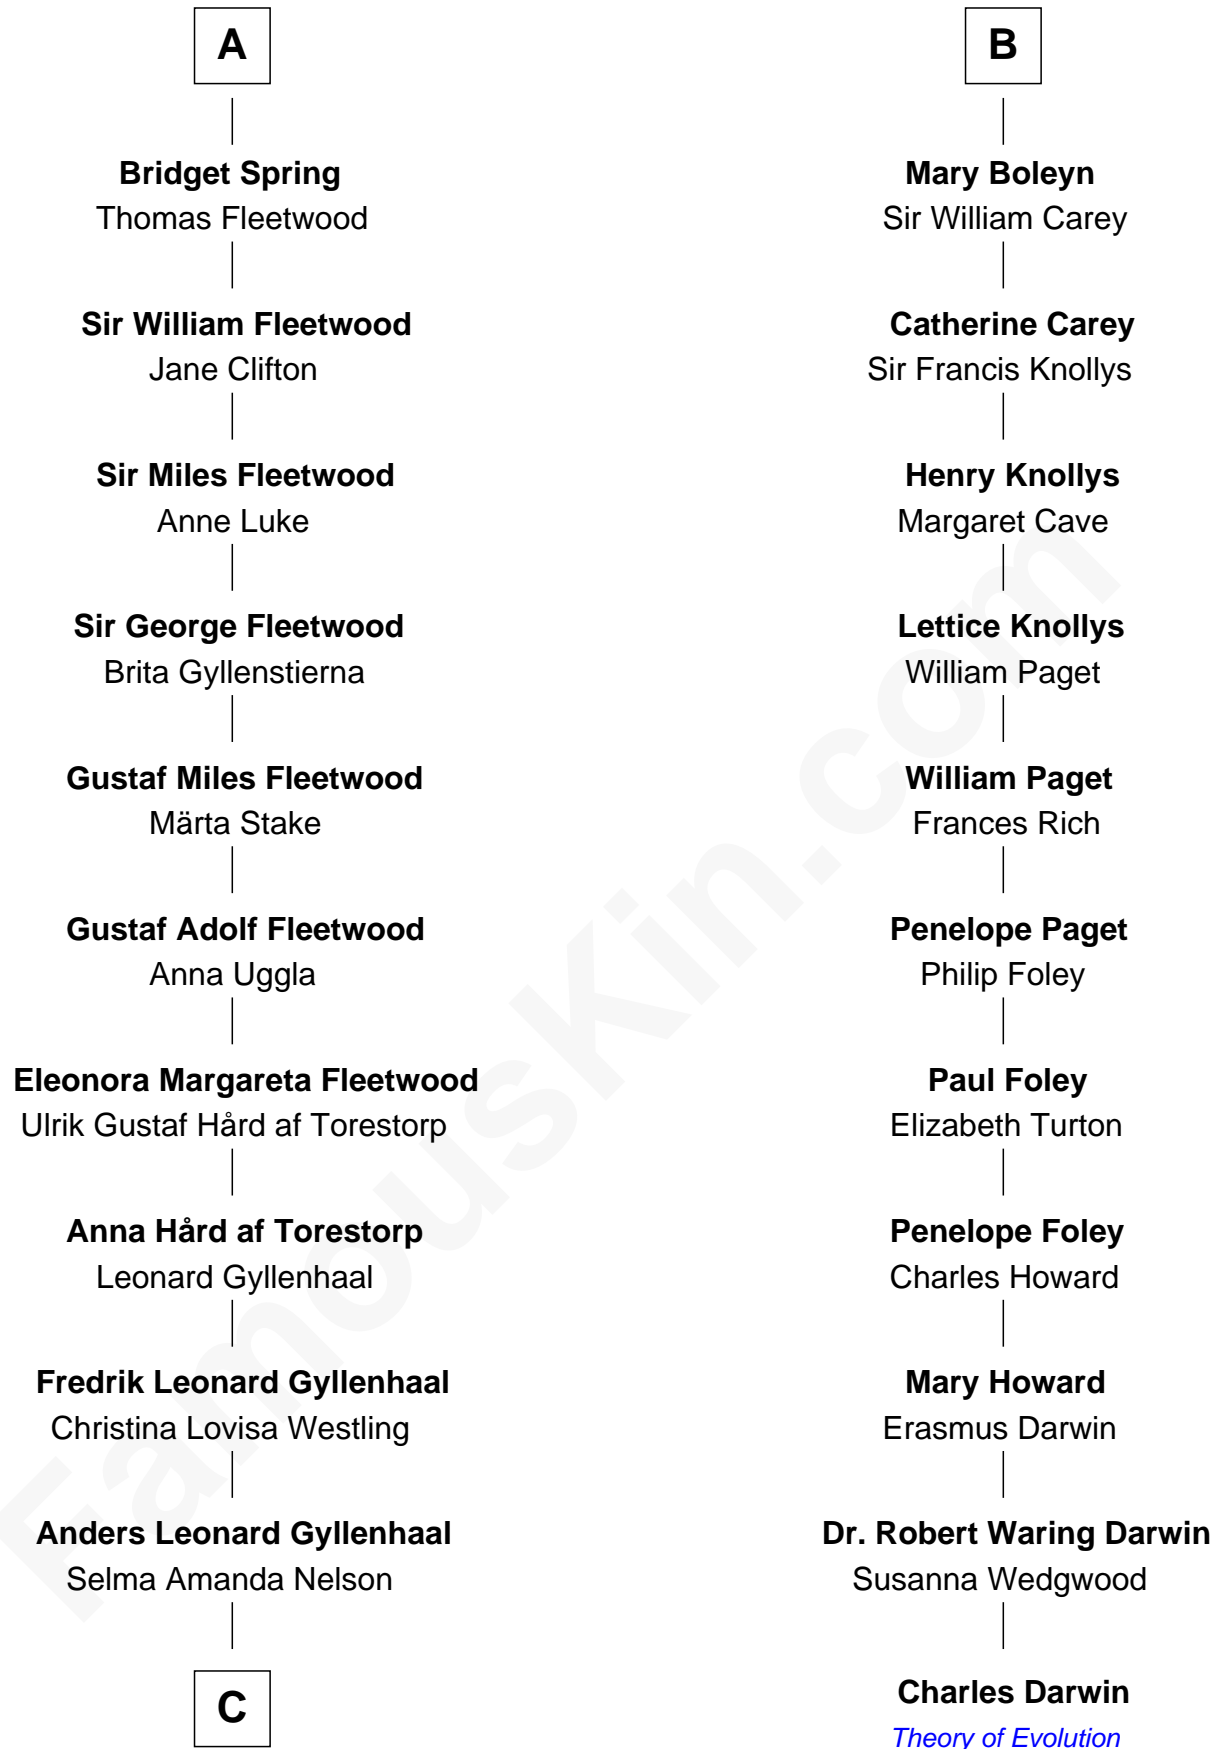 A
Bridget Spring
Thomas Fleetwood
Sir William Fleetwood
Jane Clifton
Sir Miles Fleetwood
Anne Luke
Sir George Fleetwood
Brita Gyllenstierna
Gustaf Miles Fleetwood
Märta Stake
Gustaf Adolf Fleetwood
Anna Uggla
Eleonora Margareta Fleetwood
Ulrik Gustaf Hård af Torestorp
Anna Hård af Torestorp
Leonard Gyllenhaal
Fredrik Leonard Gyllenhaal
Christina Lovisa Westling
Anders Leonard Gyllenhaal
Selma Amanda Nelson
C
B
Mary Boleyn
Sir William Carey
Catherine Carey
Sir Francis Knollys
Henry Knollys
Margaret Cave
Lettice Knollys
William Paget
William Paget
Frances Rich
Penelope Paget
Philip Foley
Paul Foley
Elizabeth Turton
Penelope Foley
Charles Howard
Mary Howard
Erasmus Darwin
Dr. Robert Waring Darwin
Susanna Wedgwood
Charles Darwin
Theory of Evolution
FamousKin.com